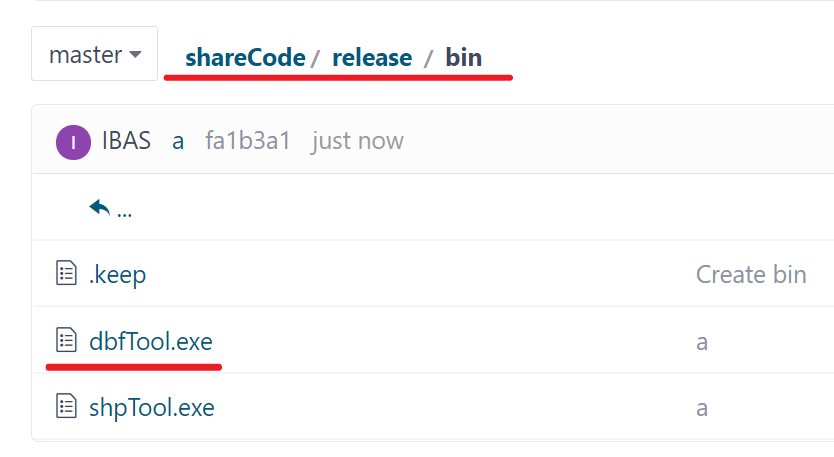 master shareCode / release / bin
I IBAS a fa1b3a1 just now
...
.keep Create bin
dbfTool.exe a
shpTool.exe a